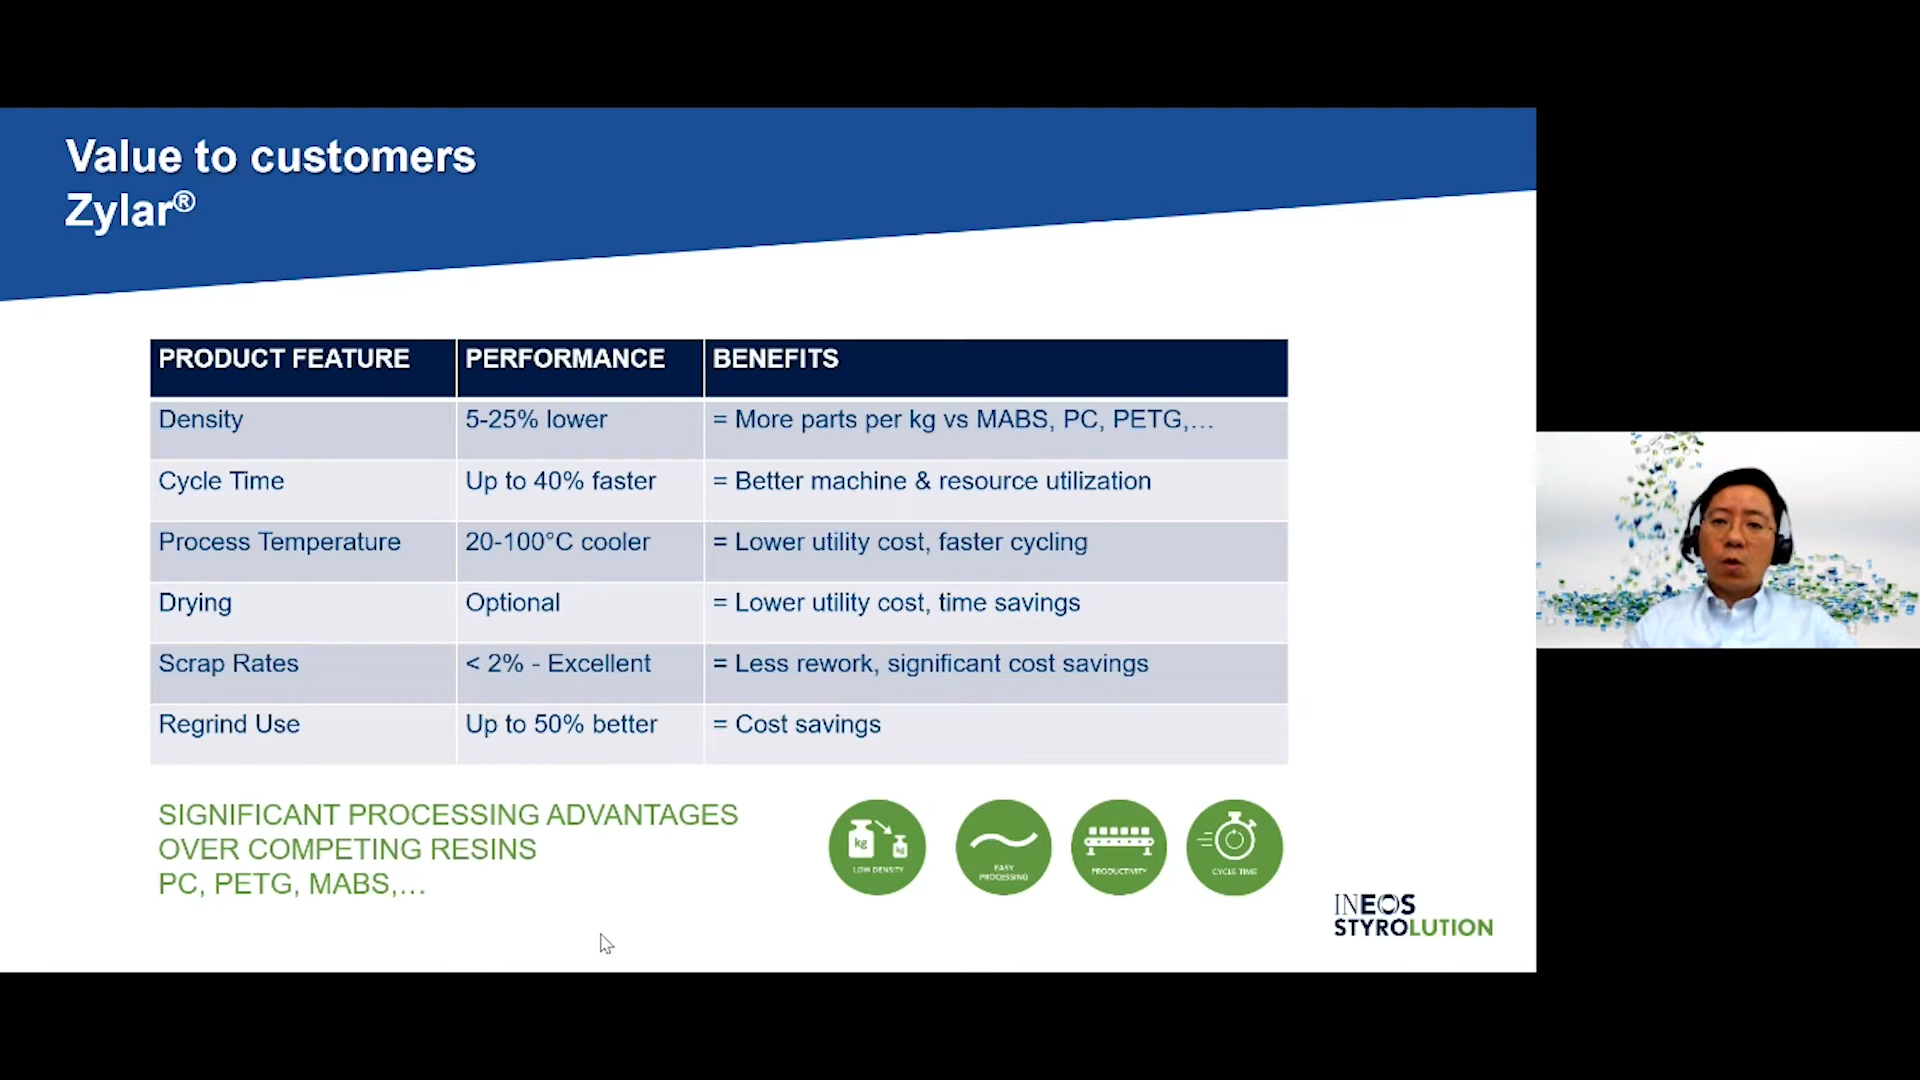 Value to customers
Zylar®
PRODUCT FEATURE PERFORMANCE BENEFITS
Density 5-25% lower = More parts per kg vs MABS, PC, PETG,…
Cycle Time Up to 40% faster = Better machine & resource utilization
Process Temperature 20-100°C cooler = Lower utility cost, faster cycling
Drying Optional = Lower utility cost, time savings
Scrap Rates < 2% - Excellent = Less rework, significant cost savings
Regrind Use Up to 50% better = Cost savings
SIGNIFICANT PROCESSING ADVANTAGES
OVER COMPETING RESINS
PC, PETG, MABS,…
kg kg
LOW DENSITY
EASY
PROCESSING
PRODUCTIVITY
CYCLE TIME
INEOS
STYROLUTION